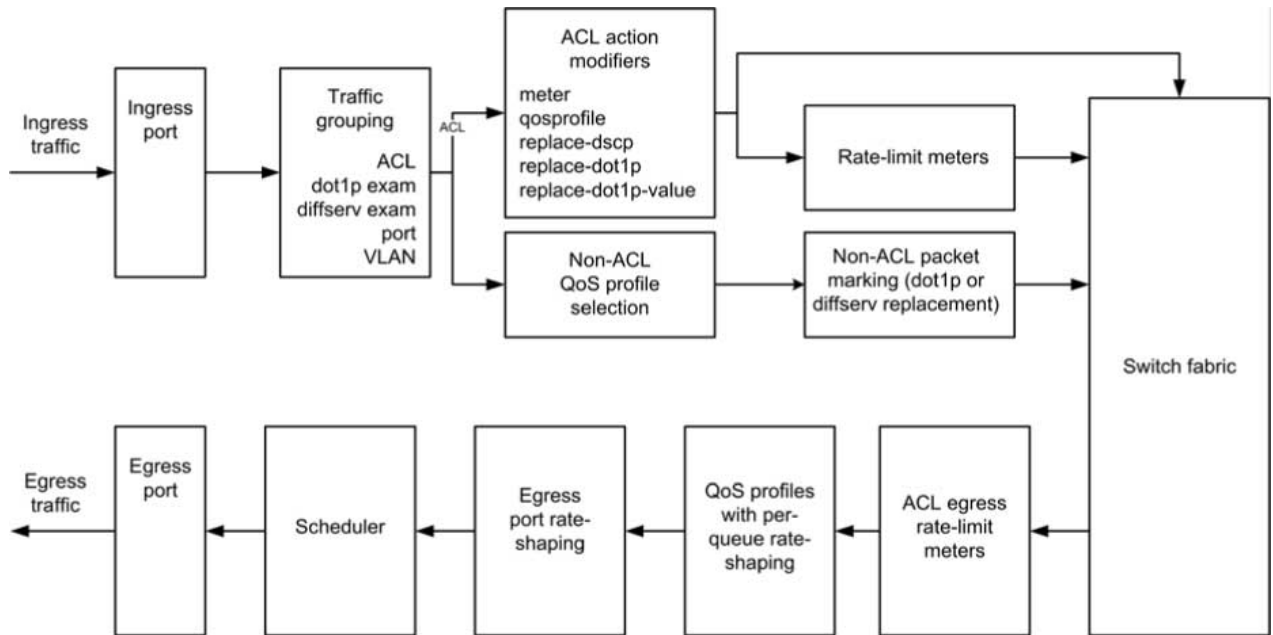 Ingress
traffic
Ingress
port
Traffic
grouping
ACL
dot1p exam
diffserv exam
port
VLAN
ACL
ACL action
modifiers
meter
qosprofile
replace-dscp
replace-dot1p
replace-dot1p-value
Rate-limit meters
Non-ACL
QoS profile
selection
Non-ACL packet
marking (dot1p or
diffserv replacement)
Switch fabric
Egress
traffic
Egress
port
Scheduler
Egress
port rate-
shaping
QoS profiles
with per-
queue rate-
shaping
ACL egress
rate-limit
meters